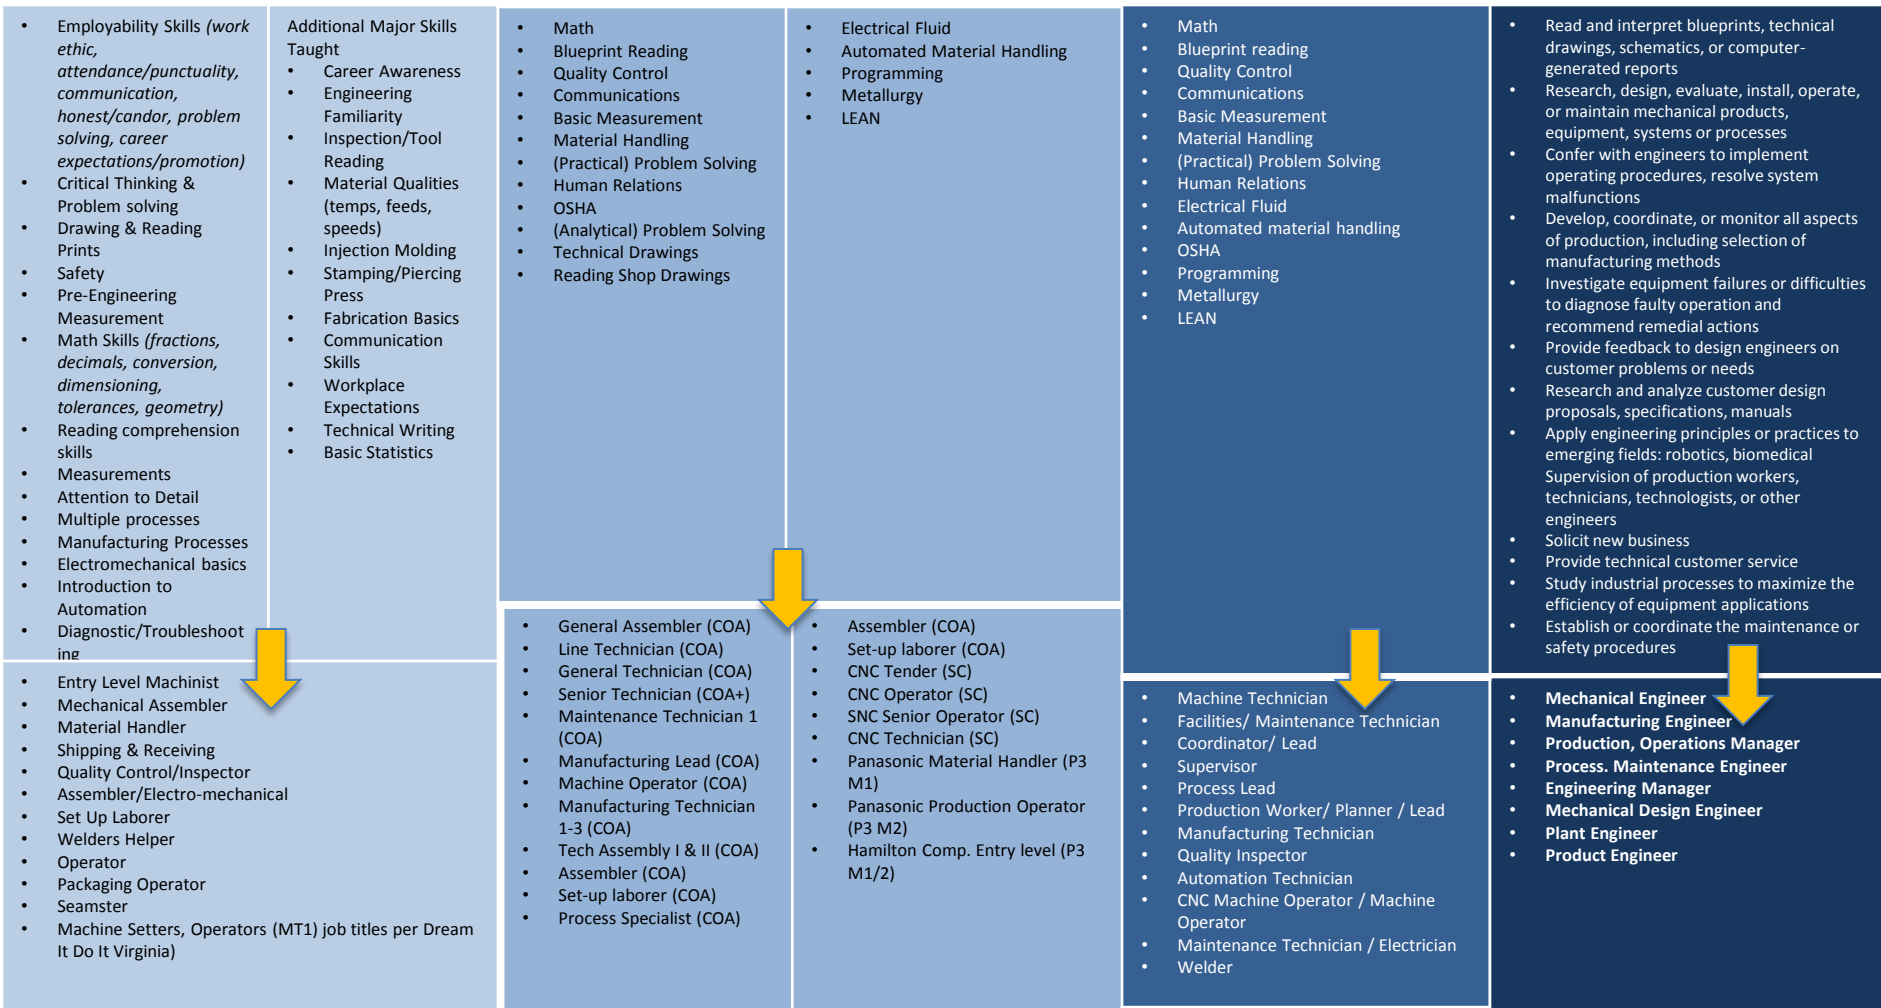 • Employability Skills (work
ethic,
attendance/punctuality,
communication,
honest/candor, problem
solving, career
expectations/promotion)
• Critical Thinking &
Problem solving
• Drawing & Reading
Prints
• Safety
• Pre-Engineering
Measurement
• Math Skills (fractions,
decimals, conversion,
dimensioning,
tolerances, geometry)
• Reading comprehension
skills
• Measurements
• Attention to Detail
• Multiple processes
• Manufacturing Processes
• Electromechanical basics
• Introduction to
Automation
• Diagnostic/Troubleshoot
ing
Additional Major Skills
Taught
• Career Awareness
• Engineering
Familiarity
• Inspection/Tool
Reading
• Material Qualities
(temps, feeds,
speeds)
• Injection Molding
• Stamping/Piercing
Press
• Fabrication Basics
• Communication
Skills
• Workplace
Expectations
• Technical Writing
• Basic Statistics
• Math
• Blueprint Reading
• Quality Control
• Communications
• Basic Measurement
• Material Handling
• (Practical) Problem Solving
• Human Relations
• OSHA
• (Analytical) Problem Solving
• Technical Drawings
• Reading Shop Drawings
• Electrical Fluid
• Automated Material Handling
• Programming
• Metallurgy
• LEAN
• Math
• Blueprint reading
• Quality Control
• Communications
• Basic Measurement
• Material Handling
• (Practical) Problem Solving
• Human Relations
• Electrical Fluid
• Automated material handling
• OSHA
• Programming
• Metallurgy
• LEAN
• Read and interpret blueprints, technical
drawings, schematics, or computer-
generated reports
• Research, design, evaluate, install, operate,
or maintain mechanical products,
equipment, systems or processes
• Confer with engineers to implement
operating procedures, resolve system
malfunctions
• Develop, coordinate, or monitor all aspects
of production, including selection of
manufacturing methods
• Investigate equipment failures or difficulties
to diagnose faulty operation and
recommend remedial actions
• Provide feedback to design engineers on
customer problems or needs
• Research and analyze customer design
proposals, specifications, manuals
• Apply engineering principles or practices to
emerging fields: robotics, biomedical
Supervision of production workers,
technicians, technologists, or other
engineers
• Solicit new business
• Provide technical customer service
• Study industrial processes to maximize the
efficiency of equipment applications
• Establish or coordinate the maintenance or
safety procedures
• Entry Level Machinist
• Mechanical Assembler
• Material Handler
• Shipping & Receiving
• Quality Control/Inspector
• Assembler/Electro-mechanical
• Set Up Laborer
• Welders Helper
• Operator
• Packaging Operator
• Seamster
• Machine Setters, Operators (MT1) job titles per Dream
It Do It Virginia)
• General Assembler (COA)
• Line Technician (COA)
• General Technician (COA)
• Senior Technician (COA+)
• Maintenance Technician 1
(COA)
• Manufacturing Lead (COA)
• Machine Operator (COA)
• Manufacturing Technician
1-3 (COA)
• Tech Assembly I & II (COA)
• Assembler (COA)
• Set-up laborer (COA)
• Process Specialist (COA)
• Assembler (COA)
• Set-up laborer (COA)
• CNC Tender (SC)
• CNC Operator (SC)
• SNC Senior Operator (SC)
• CNC Technician (SC)
• Panasonic Material Handler (P3
M1)
• Panasonic Production Operator
(P3 M2)
• Hamilton Comp. Entry level (P3
M1/2)
• Machine Technician
• Facilities/ Maintenance Technician
• Coordinator/ Lead
• Supervisor
• Process Lead
• Production Worker/ Planner / Lead
• Manufacturing Technician
• Quality Inspector
• Automation Technician
• CNC Machine Operator / Machine
Operator
• Maintenance Technician / Electrician
• Welder
• Mechanical Engineer
• Manufacturing Engineer
• Production, Operations Manager
• Process. Maintenance Engineer
• Engineering Manager
• Mechanical Design Engineer
• Plant Engineer
• Product Engineer